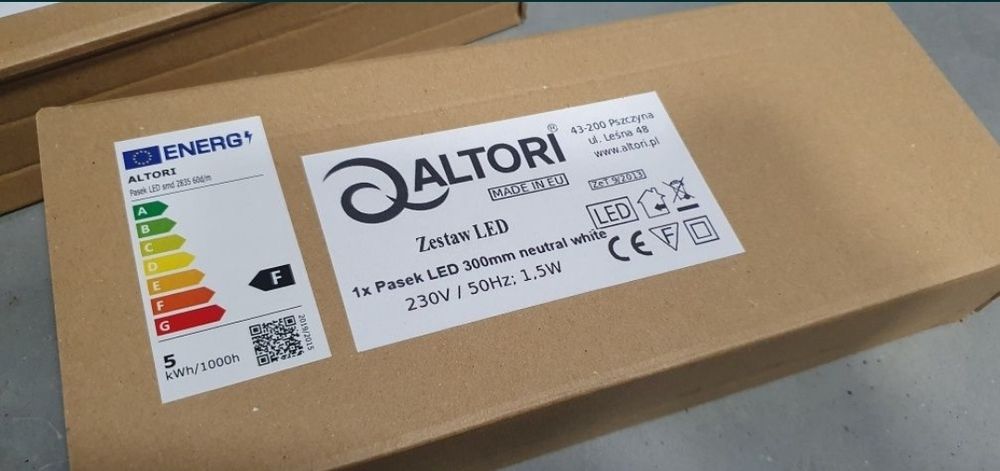 ENERG
ALTORI
Pasek LED smd 2835 60d/m
A
B
C
D
E
F
G
F
5
kWh/1000h
2019/2015
ALTORI®
MADE IN EU
43-200 Pszczyna
ul. Leśna 48
www.altori.pl
ZeT 9/2013
Zestaw LED
LED
1x Pasek LED 300mm neutral white
CE
F
230V / 50Hz; 1,5W